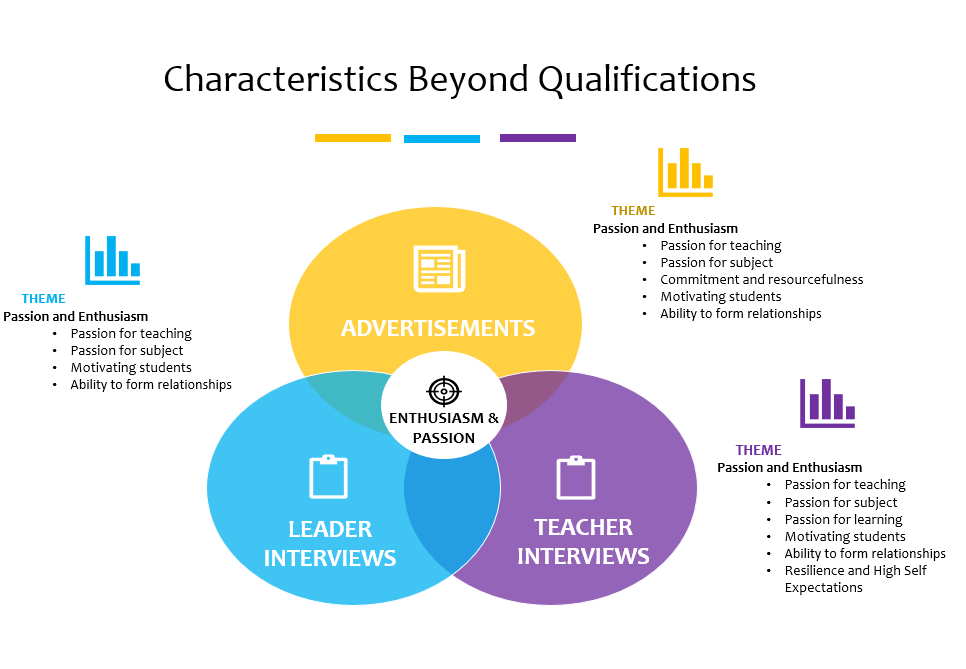 Characteristics Beyond Qualifications
THEME
Passion and Enthusiasm
• Passion for teaching
• Passion for subject
• Commitment and resourcefulness
• Motivating students
• Ability to form relationships
THEME
Passion and Enthusiasm
• Passion for teaching
• Passion for subject
• Motivating students
• Ability to form relationships
ADVERTISEMENTS
ENTHUSIASM &
PASSION
LEADER
INTERVIEWS
TEACHER
INTERVIEWS
THEME
Passion and Enthusiasm
• Passion for teaching
• Passion for subject
• Passion for learning
• Motivating students
• Ability to form relationships
• Resilience and High Self
Expectations